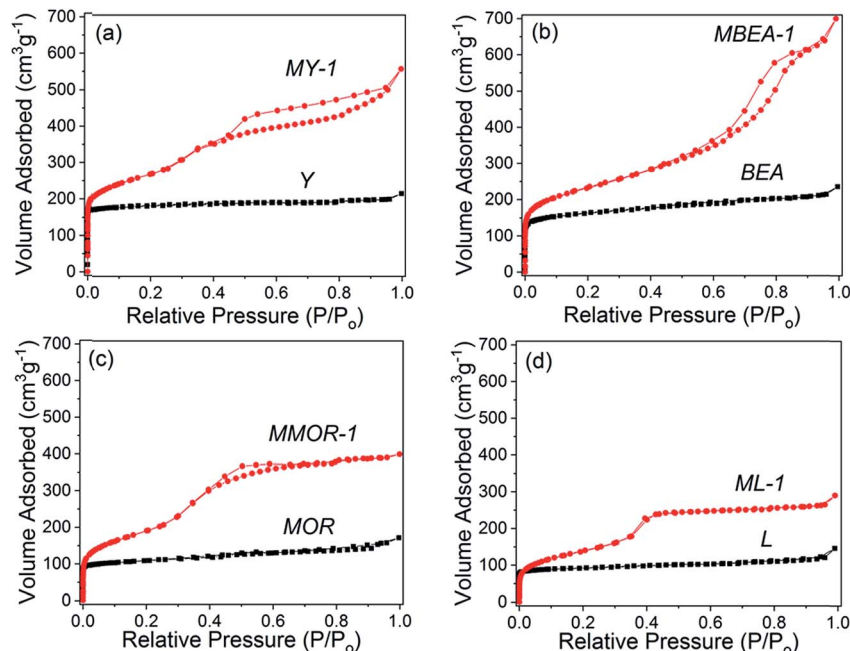 (a)
MY-1
Y
Volume Adsorbed (cm³g⁻¹)
700
600
500
400
300
200
100
0
0.0 0.2 0.4 0.6 0.8 1.0
Relative Pressure (P/Pₒ)
(b)
MBEA-1
BEA
Volume Adsorbed (cm³g⁻¹)
700
600
500
400
300
200
100
0
0.0 0.2 0.4 0.6 0.8 1.0
Relative Pressure (P/Pₒ)
(c)
MMOR-1
MOR
Volume Adsorbed (cm³g⁻¹)
700
600
500
400
300
200
100
0
0.0 0.2 0.4 0.6 0.8 1.0
Relative Pressure (P/Pₒ)
(d)
ML-1
L
Volume Adsorbed (cm³g⁻¹)
700
600
500
400
300
200
100
0
0.0 0.2 0.4 0.6 0.8 1.0
Relative Pressure (P/Pₒ)